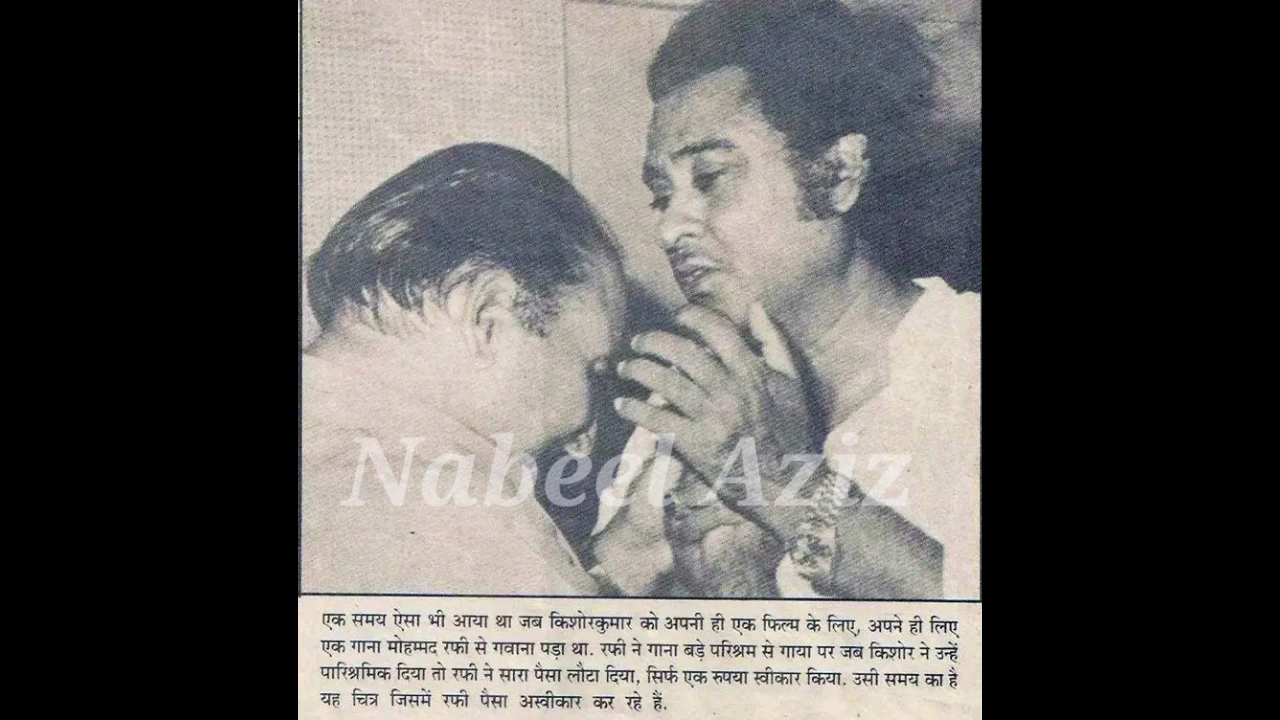 Nabeel Aziz
एक समय ऐसा भी आया था जब किशोरकुमार को अपनी ही एक फिल्म के लिए, अपने ही लिए
एक गाना मोहम्मद रफी से गवाना पड़ा था. रफी ने गाना बड़े परिश्रम से गाया पर जब किशोर ने उन्हें
पारिश्रमिक दिया तो रफी ने सारा पैसा लौटा दिया, सिर्फ एक रुपया स्वीकार किया. उसी समय का है
यह चित्र जिसमें रफी पैसा अस्वीकार कर रहे हैं.